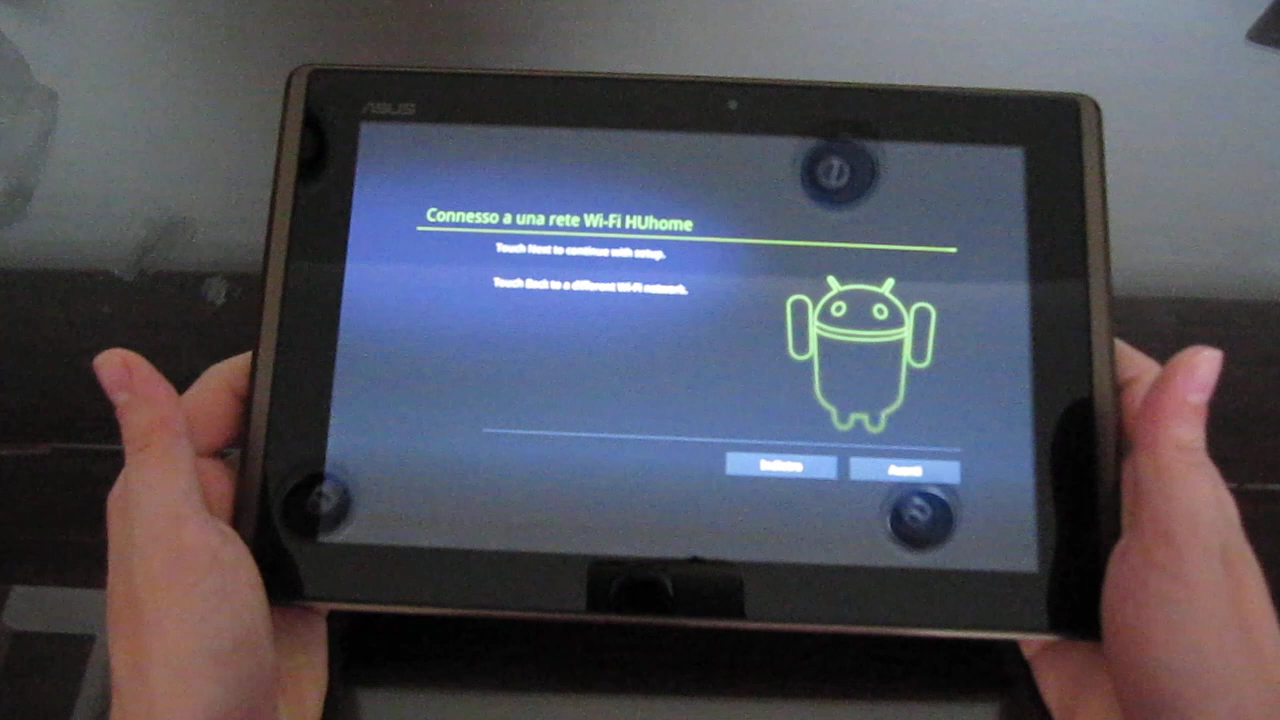 ASUS
Connesso a una rete Wi-Fi HUhome
Touch Next to continue with setup.
Touch Back to a different Wi-Fi network.
Indietro
Avanti